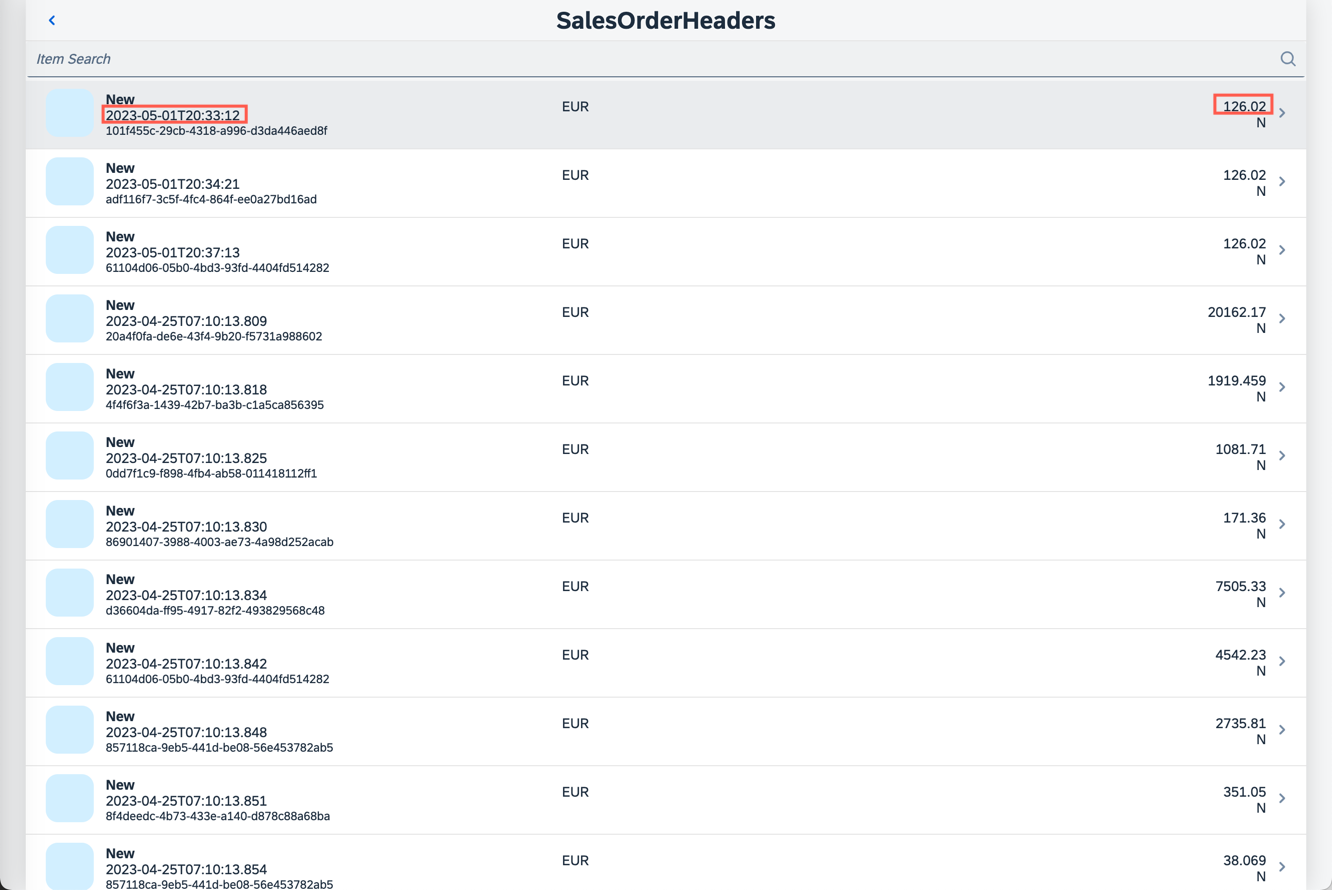 SalesOrderHeaders
Item Search
New
2023-05-01T20:33:12
101f455c-29cb-4318-a996-d3da446aed8f
EUR
126.02
N
New
2023-05-01T20:34:21
adf116f7-3c5f-4fc4-864f-ee0a27bd16ad
EUR
126.02
N
New
2023-05-01T20:37:13
61104d06-05b0-4bd3-93fd-4404fd514282
EUR
126.02
N
New
2023-04-25T07:10:13.809
20a4f0fa-de6e-43f4-9b20-f5731a988602
EUR
20162.17
N
New
2023-04-25T07:10:13.818
4f4f6f3a-1439-42b7-ba3b-c1a5ca856395
EUR
1919.459
N
New
2023-04-25T07:10:13.825
0dd7f1c9-f898-4fb4-ab58-011418112ff1
EUR
1081.71
N
New
2023-04-25T07:10:13.830
86901407-3988-4003-ae73-4a98d252acab
EUR
171.36
N
New
2023-04-25T07:10:13.834
d36604da-ff95-4917-82f2-493829568c48
EUR
7505.33
N
New
2023-04-25T07:10:13.842
61104d06-05b0-4bd3-93fd-4404fd514282
EUR
4542.23
N
New
2023-04-25T07:10:13.848
857118ca-9eb5-441d-be08-56e453782ab5
EUR
2735.81
N
New
2023-04-25T07:10:13.851
8f4deedc-4b73-433e-a140-d878c88a68ba
EUR
351.05
N
New
2023-04-25T07:10:13.854
857118ca-9eb5-441d-be08-56e453782ab5
EUR
38.069
N